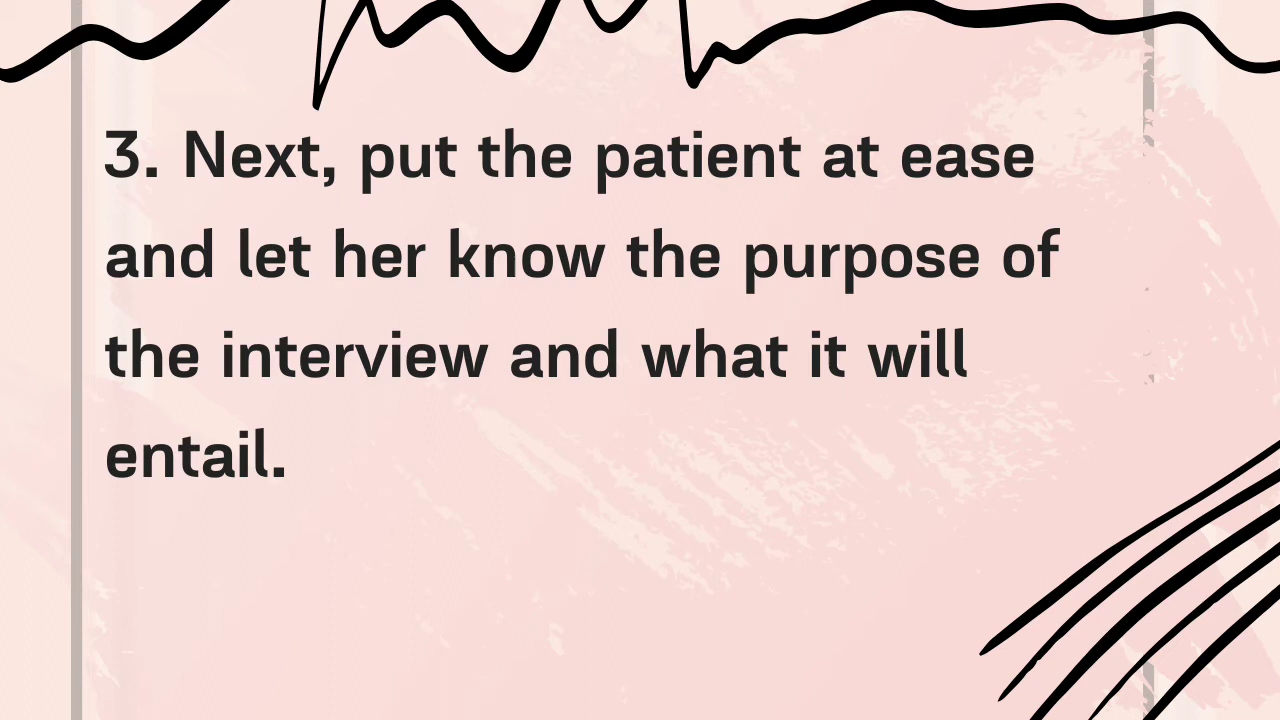 3. Next, put the patient at ease
and let her know the purpose of
the interview and what it will
entail.